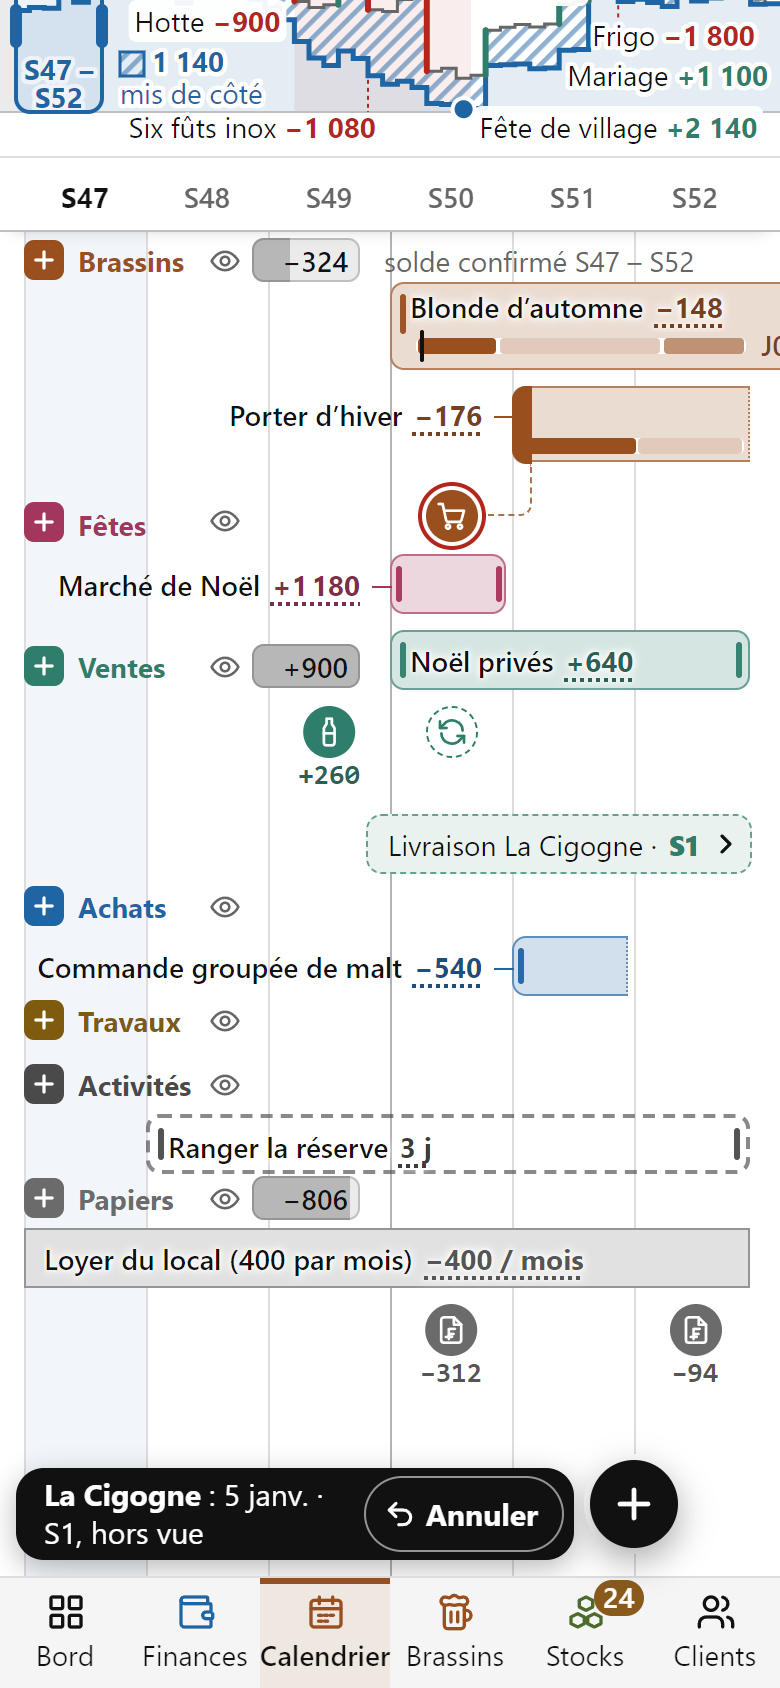 Hotte −900
S47 –
S52
1 140
mis de côté
Frigo −1 800
Mariage +1 100
Six fûts inox −1 080
Fête de village +2 140
S47 S48 S49 S50 S51 S52
Brassins −324 solde confirmé S47 – S52
Blonde d’automne −148
Porter d’hiver −176
Fêtes
Marché de Noël +1 180
Ventes +900
Noël privés +640
+260
Livraison La Cigogne · S1
Achats
Commande groupée de malt −540
Travaux
Activités
Ranger la réserve 3 j
Papiers −806
Loyer du local (400 par mois) −400 / mois
−312 −94
La Cigogne : 5 janv. ·
S1, hors vue
Annuler
24
Bord Finances Calendrier Brassins Stocks Clients